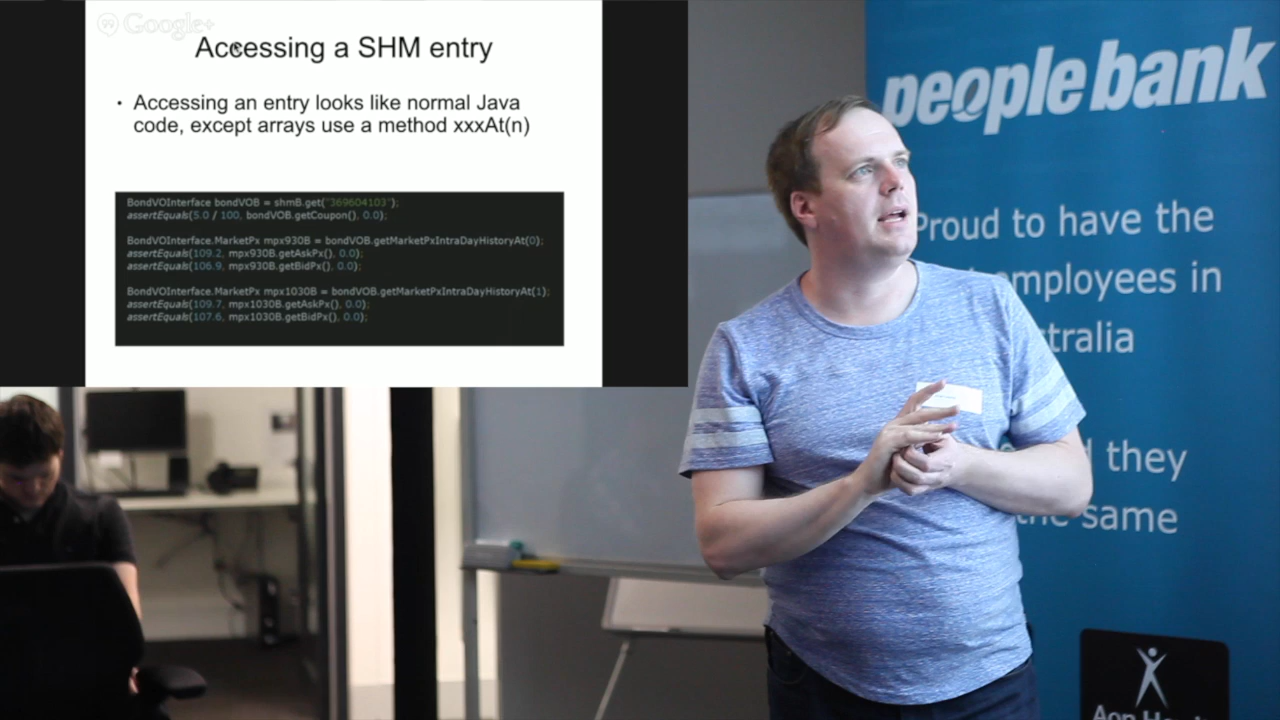 Google+
Accessing a SHM entry
• Accessing an entry looks like normal Java
code, except arrays use a method xxxAt(n)
BondVOInterface bondVOB = shmB.get("369604103");
assertEquals(5.0 / 100, bondVOB.getCoupon(), 0.0);
BondVOInterface.MarketPx mpx930B = bondVOB.getMarketPxIntraDayHistoryAt(0);
assertEquals(109.2, mpx930B.getAskPx(), 0.0);
assertEquals(106.9, mpx930B.getBidPx(), 0.0);
BondVOInterface.MarketPx mpx1030B = bondVOB.getMarketPxIntraDayHistoryAt(1);
assertEquals(109.7, mpx1030B.getAskPx(), 0.0);
assertEquals(107.6, mpx1030B.getBidPx(), 0.0);
peoplebank
Proud to have the
employees in
tralia
they
the same
Aon